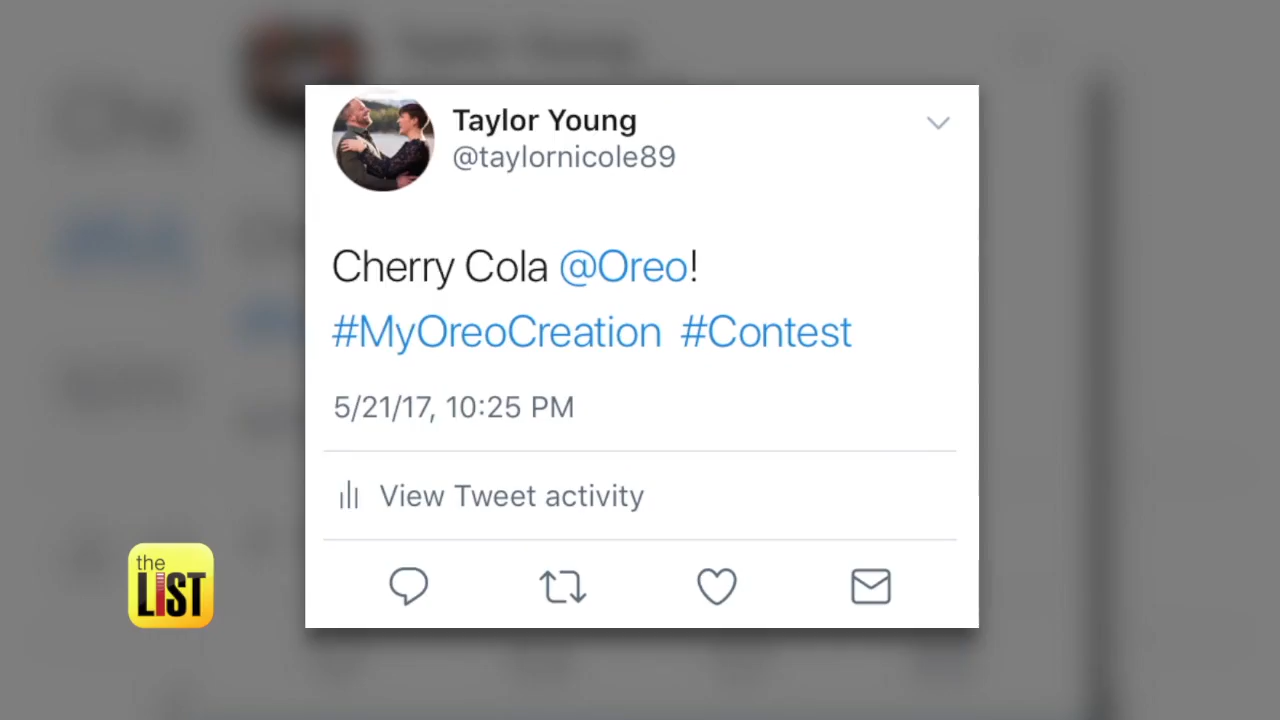 Taylor Young
@taylornicole89
Cherry Cola @Oreo!
#MyOreoCreation #Contest
5/21/17, 10:25 PM
View Tweet activity
the
LIST